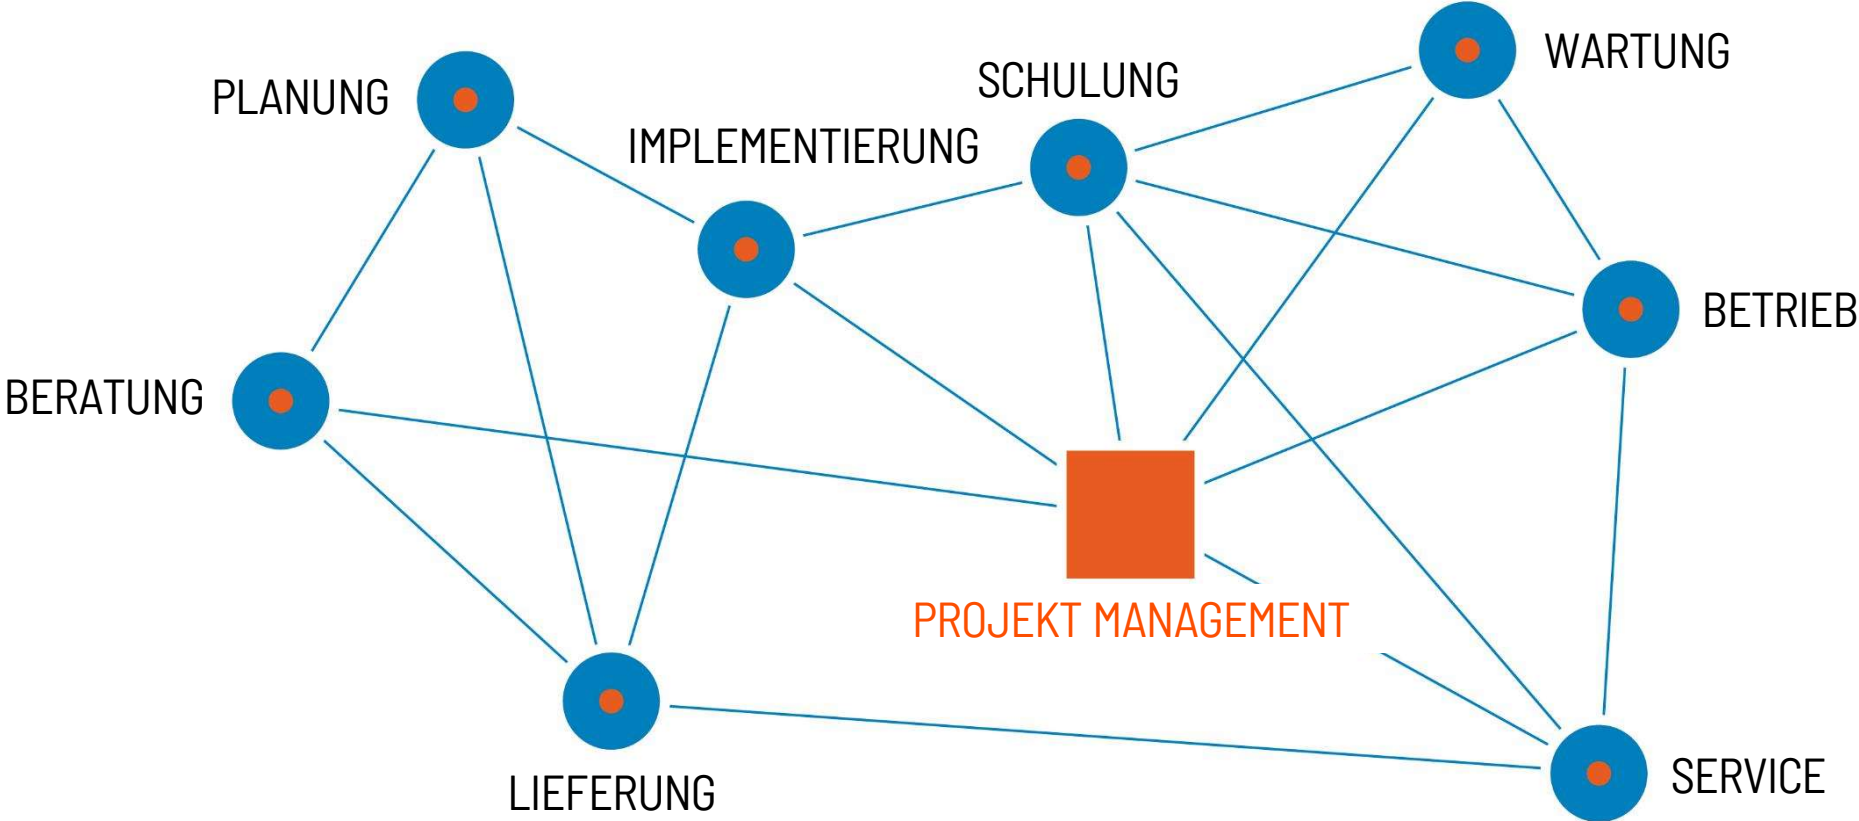 WARTUNG
SCHULUNG
PLANUNG
IMPLEMENTIERUNG
BETRIEB
BERATUNG
PROJEKT MANAGEMENT
SERVICE
LIEFERUNG